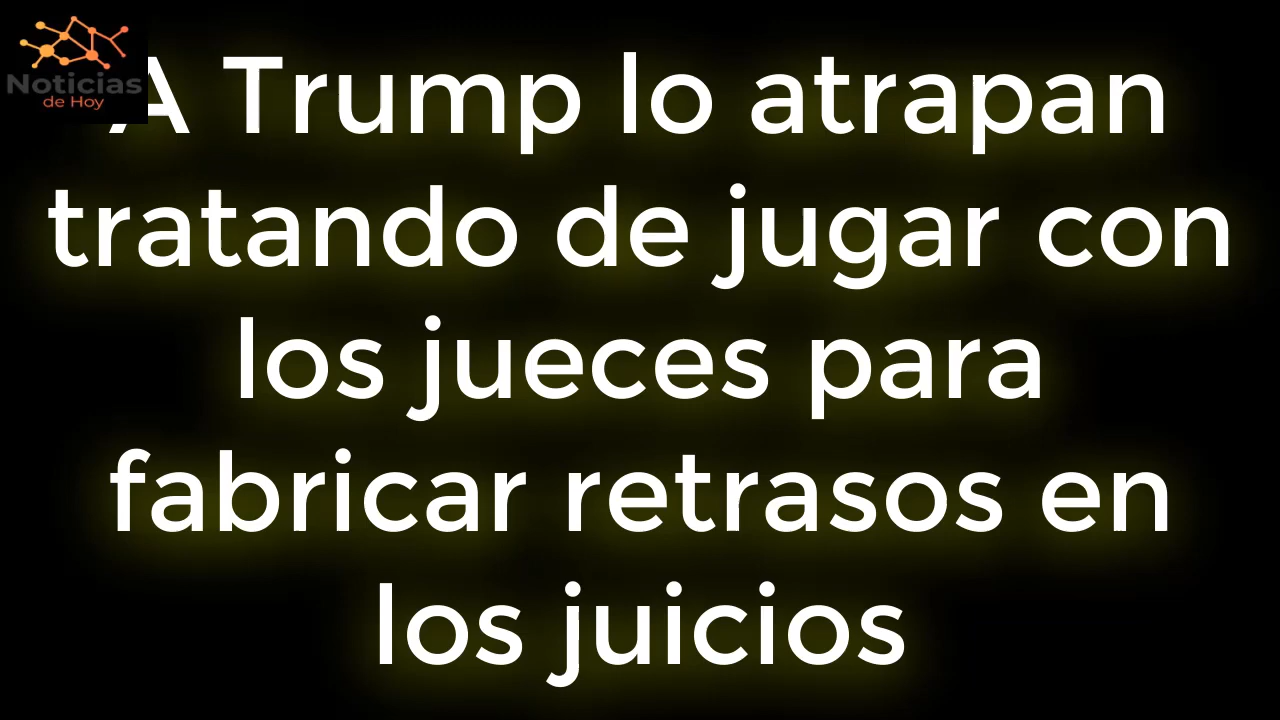 Noticias
de Hoy
A Trump lo atrapan
tratando de jugar con
los jueces para
fabricar retrasos en
los juicios